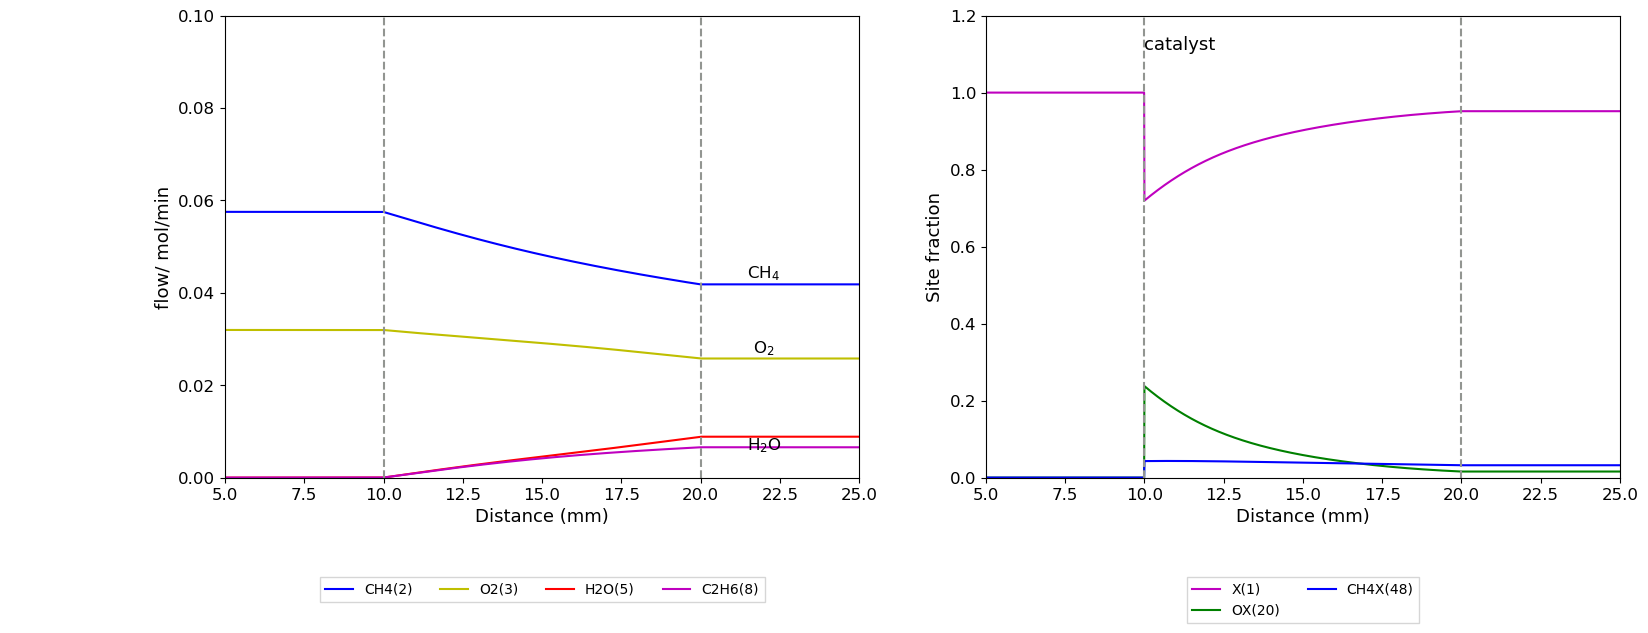 0.10
0.08
0.06
0.04
0.02
0.00
flow/ mol/min
CH₄
O₂
H₂O
5.0 7.5 10.0 12.5 15.0 17.5 20.0 22.5 25.0
Distance (mm)
CH4(2) O2(3) H2O(5) C2H6(8)
1.2
1.0
0.8
0.6
0.4
0.2
0.0
Site fraction
catalyst
5.0 7.5 10.0 12.5 15.0 17.5 20.0 22.5 25.0
Distance (mm)
X(1) CH4X(48)
OX(20)